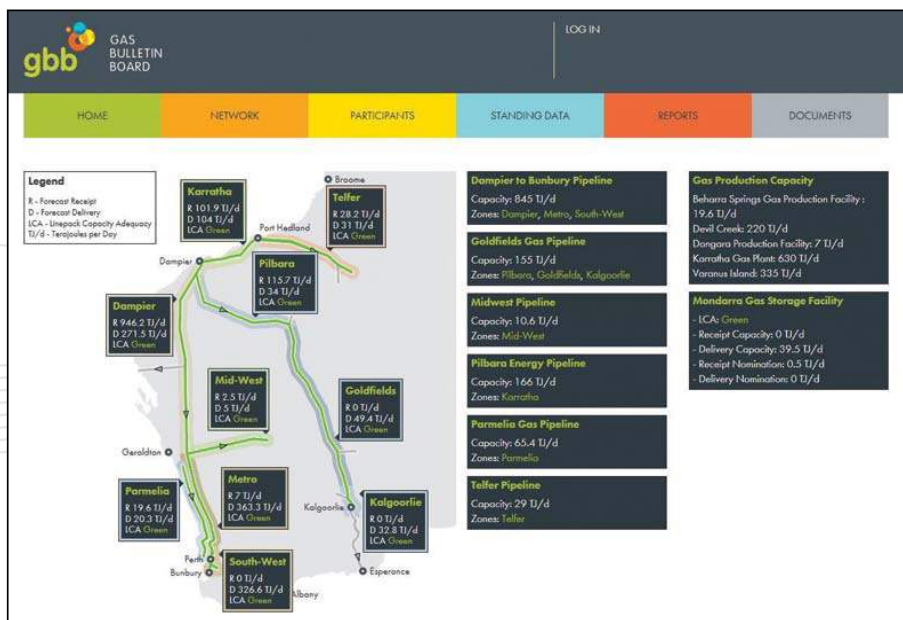 gbb
GAS
BULLETIN
BOARD
LOG IN
HOME
NETWORK
PARTICIPANTS
STANDING DATA
REPORTS
DOCUMENTS
Legend
R - Forecast Receipt
D - Forecast Delivery
LCA - Linepack Capacity Adequacy
TJ/d - Terajoules per Day
Broome
Karratha
R 101.9 TJ/d
D 104 TJ/d
LCA Green
Telfer
R 28.2 TJ/d
D 31 TJ/d
LCA Green
Port Hedland
Dampier
Pilbara
R 115.7 TJ/d
D 34 TJ/d
LCA Green
Dampier
R 946.2 TJ/d
D 271.5 TJ/d
LCA Green
Mid-West
R 2.5 TJ/d
D 5 TJ/d
LCA Green
Goldfields
R 0 TJ/d
D 49.4 TJ/d
LCA Green
Geraldton
Metro
R 7 TJ/d
D 363.3 TJ/d
LCA Green
Parmelia
R 19.6 TJ/d
D 20.3 TJ/d
LCA Green
Kalgoorlie
Kalgoorlie
R 0 TJ/d
D 32.8 TJ/d
LCA Green
Perth
Bunbury
South-West
R 0 TJ/d
D 326.6 TJ/d
LCA Green
Albany
Esperance
Dampier to Bunbury Pipeline
Capacity: 845 TJ/d
Zones: Dampier, Metro, South-West
Goldfields Gas Pipeline
Capacity: 155 TJ/d
Zones: Pilbara, Goldfields, Kalgoorlie
Midwest Pipeline
Capacity: 10.6 TJ/d
Zones: Mid-West
Pilbara Energy Pipeline
Capacity: 166 TJ/d
Zones: Karratha
Parmelia Gas Pipeline
Capacity: 65.4 TJ/d
Zones: Parmelia
Telfer Pipeline
Capacity: 29 TJ/d
Zones: Telfer
Gas Production Capacity
Beharra Springs Gas Production Facility :
19.6 TJ/d
Devil Creek: 220 TJ/d
Dongara Production Facility: 7 TJ/d
Karratha Gas Plant: 630 TJ/d
Varanus Island: 335 TJ/d
Mondarra Gas Storage Facility
- LCA: Green
- Receipt Capacity: 0 TJ/d
- Delivery Capacity: 39.5 TJ/d
- Receipt Nomination: 0.5 TJ/d
- Delivery Nomination: 0 TJ/d